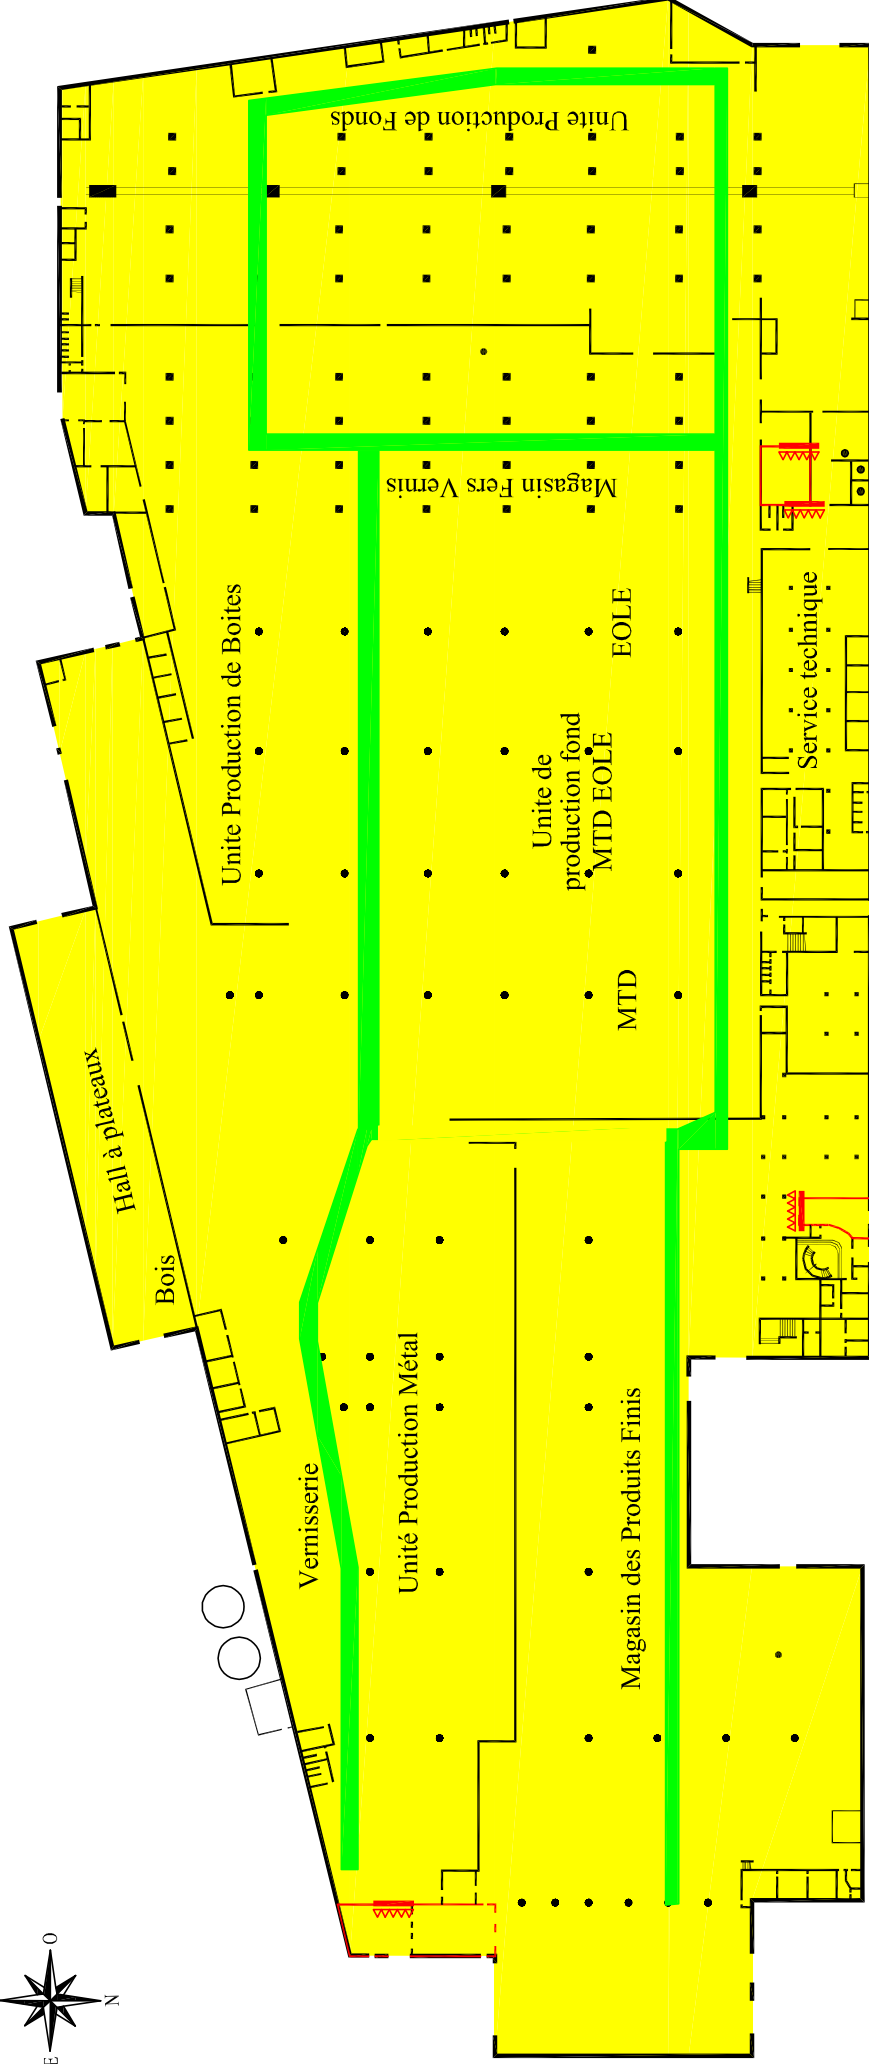 Unite Production de Fonds
Magasin Fers Vernis
Unite Production de Boites
EOLE
Service technique
Unite de
production fond
MTD EOLE
MTD
Hall à plateaux
Bois
Unité Production Métal
Vernisserie
Magasin des Produits Finis
O
N
E